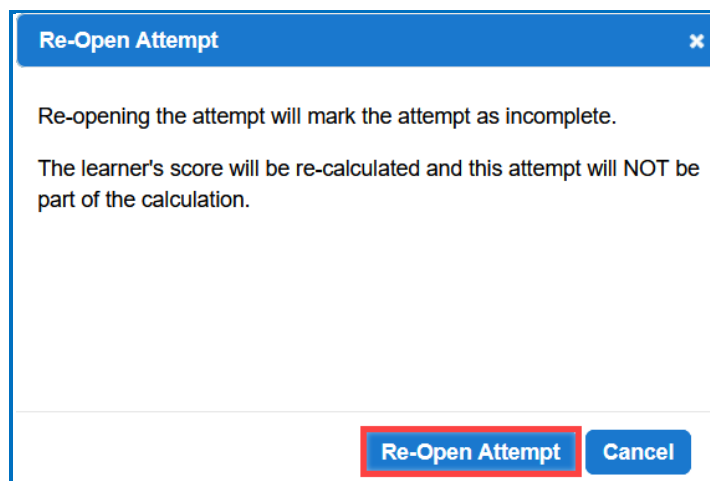 Re-Open Attempt
Re-opening the attempt will mark the attempt as incomplete.
The learner's score will be re-calculated and this attempt will NOT be
part of the calculation.
Re-Open Attempt Cancel